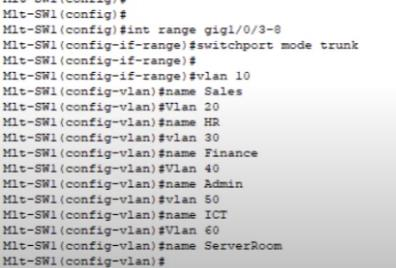 Mlt-SW1(config)#
Mlt-SW1(config)#
Mlt-SW1(config)#int range gig1/0/3-8
Mlt-SW1(config-if-range)#switchport mode trunk
Mlt-SW1(config-if-range)#
Mlt-SW1(config-if-range)#vlan 10
Mlt-SW1(config-vlan)#name Sales
Mlt-SW1(config-vlan)#Vlan 20
Mlt-SW1(config-vlan)#name HR
Mlt-SW1(config-vlan)#vlan 30
Mlt-SW1(config-vlan)#name Finance
Mlt-SW1(config-vlan)#Vlan 40
Mlt-SW1(config-vlan)#name Admin
Mlt-SW1(config-vlan)#vlan 50
Mlt-SW1(config-vlan)#name ICT
Mlt-SW1(config-vlan)#Vlan 60
Mlt-SW1(config-vlan)#name ServerRoom
Mlt-SW1(config-vlan)#